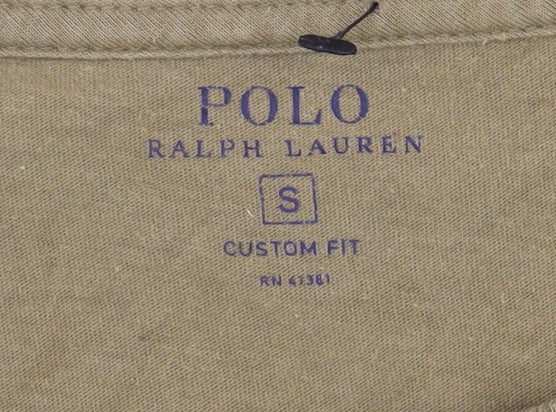 POLO
RALPH LAUREN
S
CUSTOM FIT
RN 41381